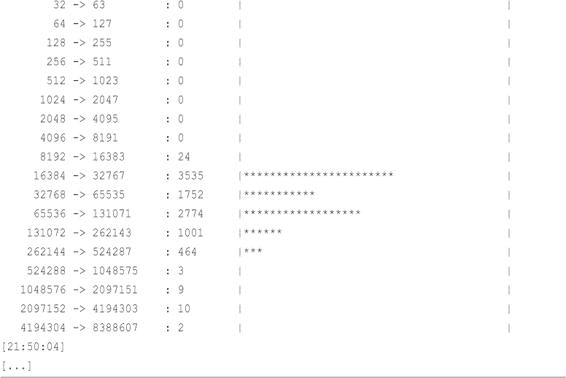 32 -> 63 : 0 | |
64 -> 127 : 0 | |
128 -> 255 : 0 | |
256 -> 511 : 0 | |
512 -> 1023 : 0 | |
1024 -> 2047 : 0 | |
2048 -> 4095 : 0 | |
4096 -> 8191 : 0 | |
8192 -> 16383 : 24 | |
16384 -> 32767 : 3535 |*********************** |
32768 -> 65535 : 1752 |*********** |
65536 -> 131071 : 2774 |****************** |
131072 -> 262143 : 1001 |****** |
262144 -> 524287 : 464 |*** |
524288 -> 1048575 : 3 | |
1048576 -> 2097151 : 9 | |
2097152 -> 4194303 : 10 | |
4194304 -> 8388607 : 2 | |
[21:50:04]
[...]